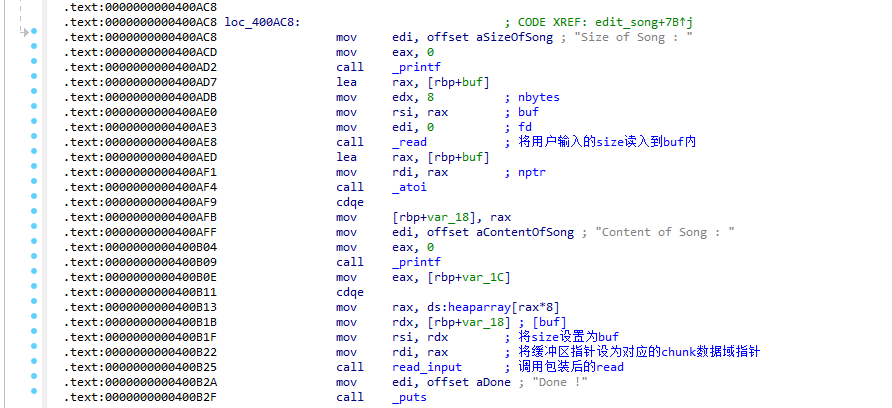 .text:0000000000400AC8
.text:0000000000400AC8 loc_400AC8: ; CODE XREF: edit_song+7B↑j
.text:0000000000400AC8 mov edi, offset aSizeOfSong ; "Size of Song : "
.text:0000000000400ACD mov eax, 0
.text:0000000000400AD2 call _printf
.text:0000000000400AD7 lea rax, [rbp+buf]
.text:0000000000400ADB mov edx, 8 ; nbytes
.text:0000000000400AE0 mov rsi, rax ; buf
.text:0000000000400AE3 mov edi, 0 ; fd
.text:0000000000400AE8 call _read ; 将用户输入的size读入到buf内
.text:0000000000400AED lea rax, [rbp+buf]
.text:0000000000400AF1 mov rdi, rax ; nptr
.text:0000000000400AF4 call _atoi
.text:0000000000400AF9 cdqe
.text:0000000000400AFB mov [rbp+var_18], rax
.text:0000000000400AFF mov edi, offset aContentOfSong ; "Content of Song : "
.text:0000000000400B04 mov eax, 0
.text:0000000000400B09 call _printf
.text:0000000000400B0E mov eax, [rbp+var_1C]
.text:0000000000400B11 cdqe
.text:0000000000400B13 mov rax, ds:heaparray[rax*8]
.text:0000000000400B1B mov rdx, [rbp+var_18] ; [buf]
.text:0000000000400B1F mov rsi, rdx ; 将size设置为buf
.text:0000000000400B22 mov rdi, rax ; 将缓冲区指针设为对应的chunk数据域指针
.text:0000000000400B25 call read_input ; 调用包装后的read
.text:0000000000400B2A mov edi, offset aDone ; "Done !"
.text:0000000000400B2F call _puts